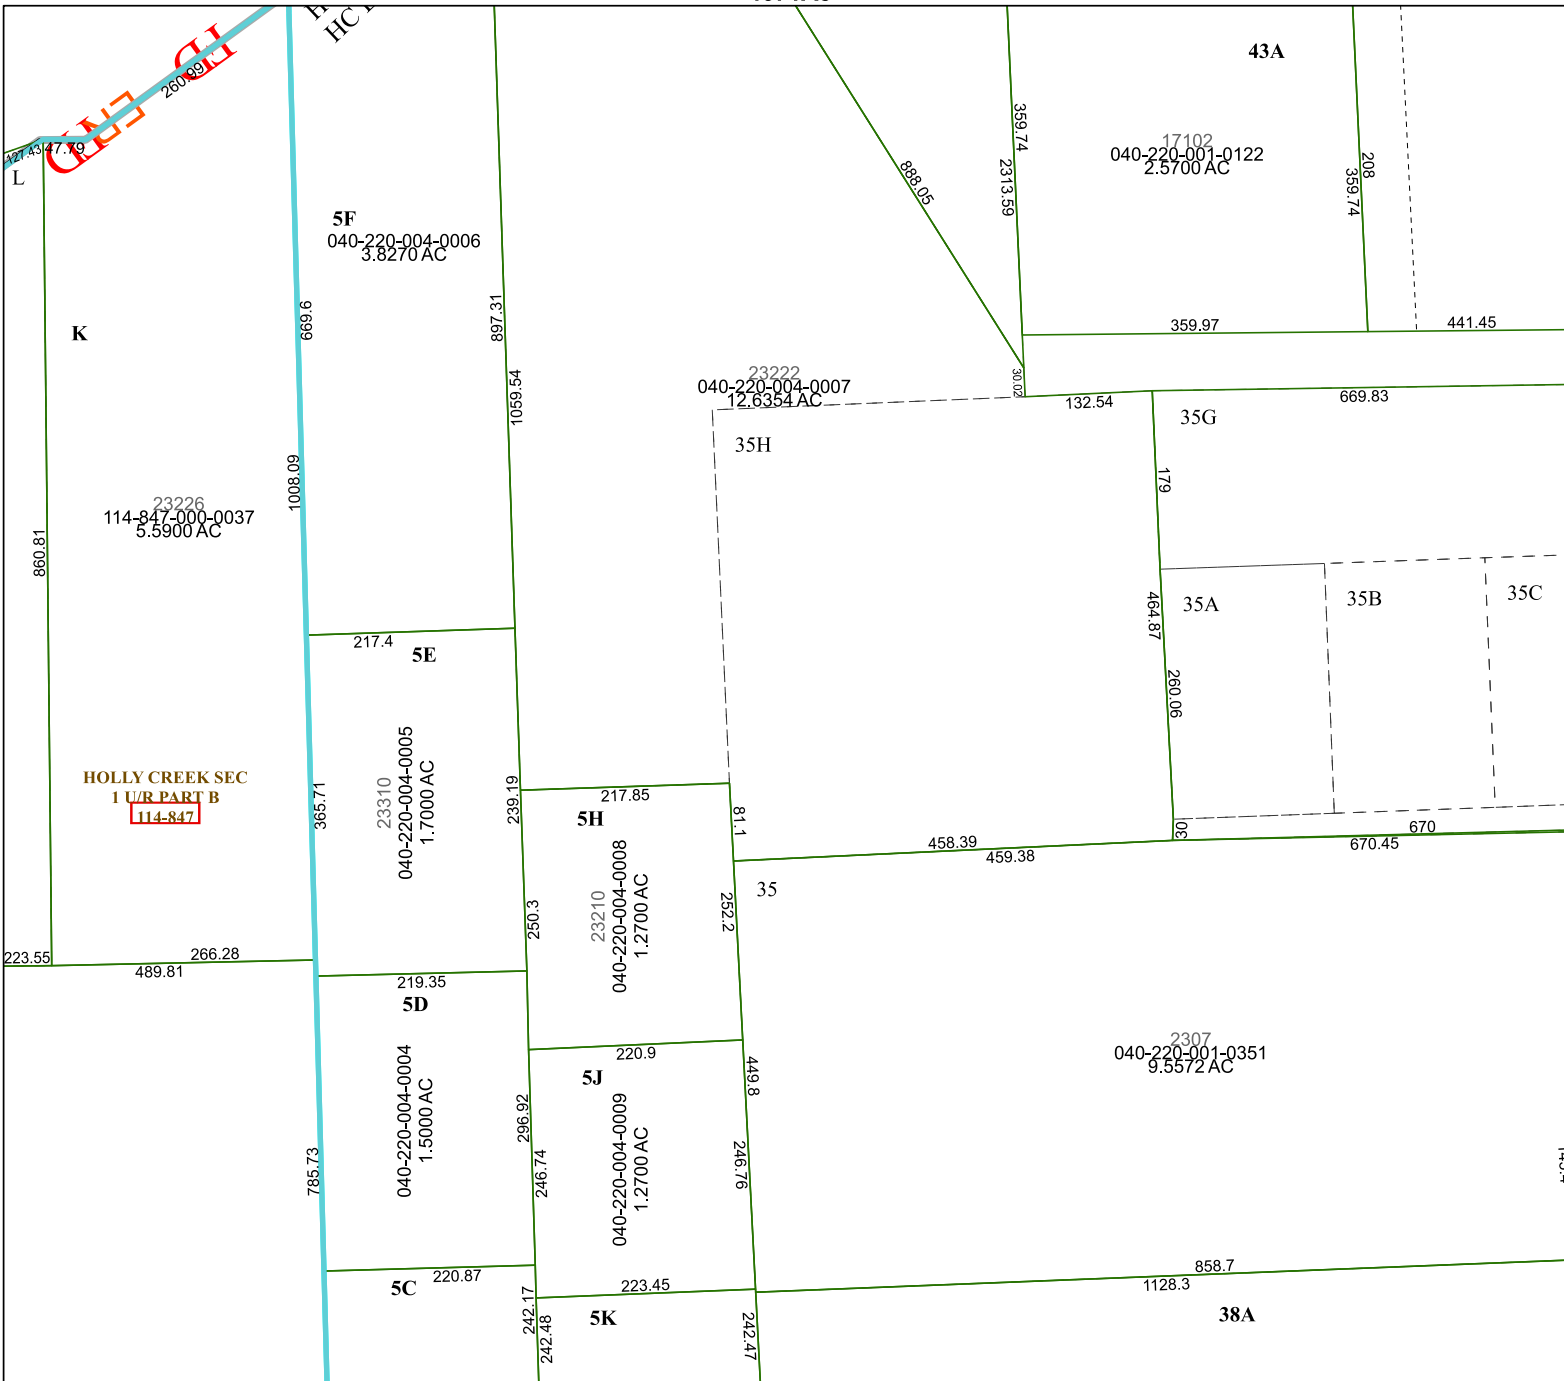 HC
260.99
127.43
47.79
L
K
860.81
23226
114-847-000-0037
5.5900 AC
HOLLY CREEK SEC
1 U/R PART B
114-847
223.55
266.28
489.81
669.6
1008.09
365.71
785.73
5F
040-220-004-0006
3.8270 AC
897.31
1059.54
217.4
5E
23310
040-220-004-0005
1.7000 AC
239.19
250.3
219.35
5D
040-220-004-0004
1.5000 AC
296.92
246.74
220.87
5C
242.17
242.48
23222
040-220-004-0007
12.6354 AC
888.05
359.74
2313.59
30.02
43A
17102
040-220-001-0122
2.5700 AC
208
359.74
359.97
441.45
132.54
669.83
35H
35G
179
464.87
35A
35B
35C
260.06
30
217.85
5H
23210
040-220-004-0008
1.2700 AC
81.1
252.2
458.39
459.38
670
670.45
35
220.9
5J
040-220-004-0009
1.2700 AC
449.8
246.76
223.45
5K
242.47
2307
040-220-001-0351
9.5572 AC
858.7
1128.3
38A